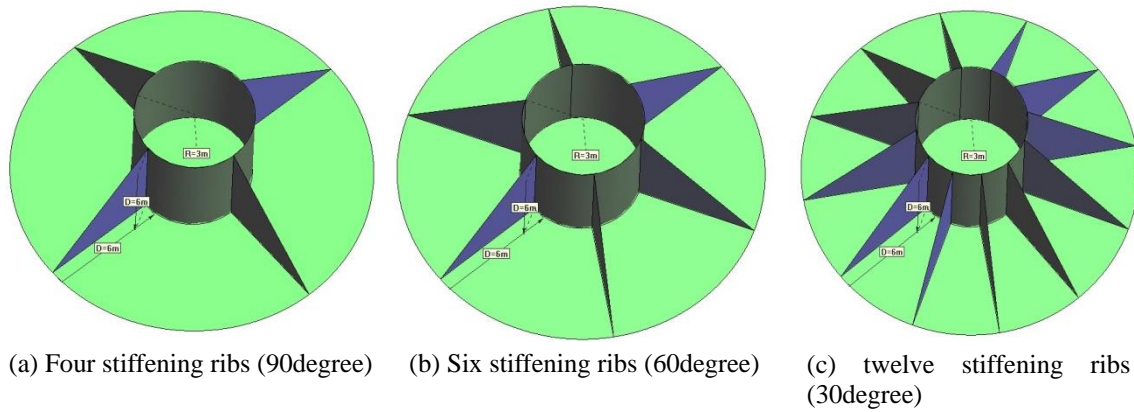 R=3m
D=6m
D=6m
R=3m
D=6m
D=6m
R=3m
D=6m
D=6m
(a) Four stiffening ribs (90degree)
(b) Six stiffening ribs (60degree)
(c) twelve stiffening ribs
(30degree)